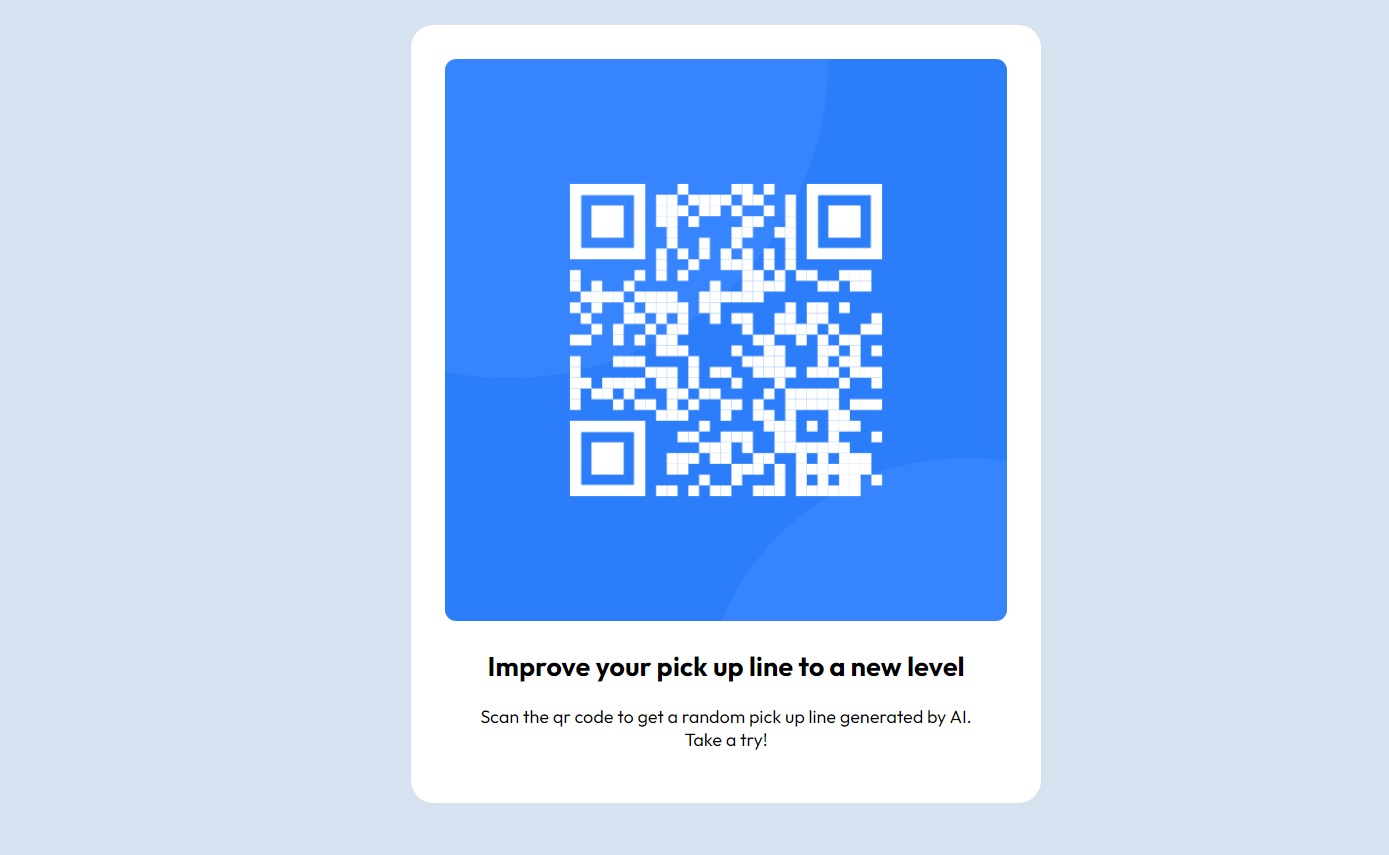 Improve your pick up line to a new level
Scan the qr code to get a random pick up line generated by AI.
Take a try!